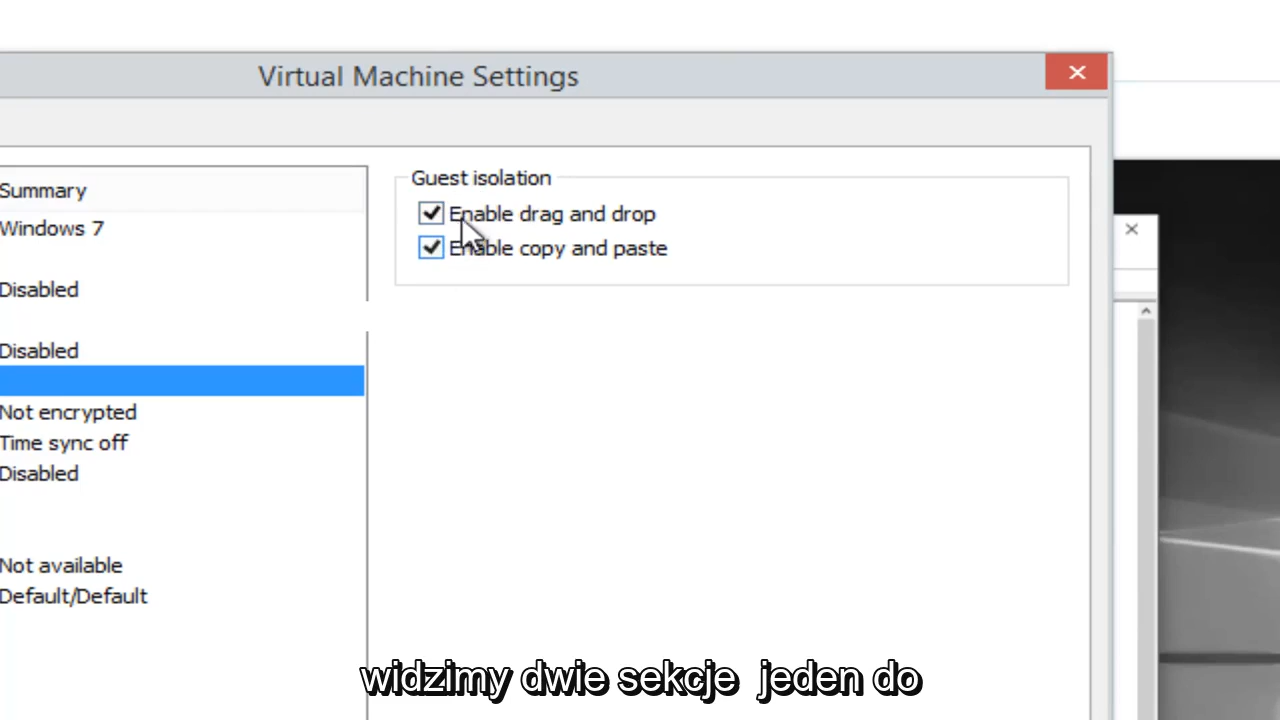 Virtual Machine Settings
Summary
Windows 7
Disabled
Disabled
Not encrypted
Time sync off
Disabled
Not available
Default/Default
Guest isolation
Enable drag and drop
Enable copy and paste
widzimy dwie sekcje jeden do